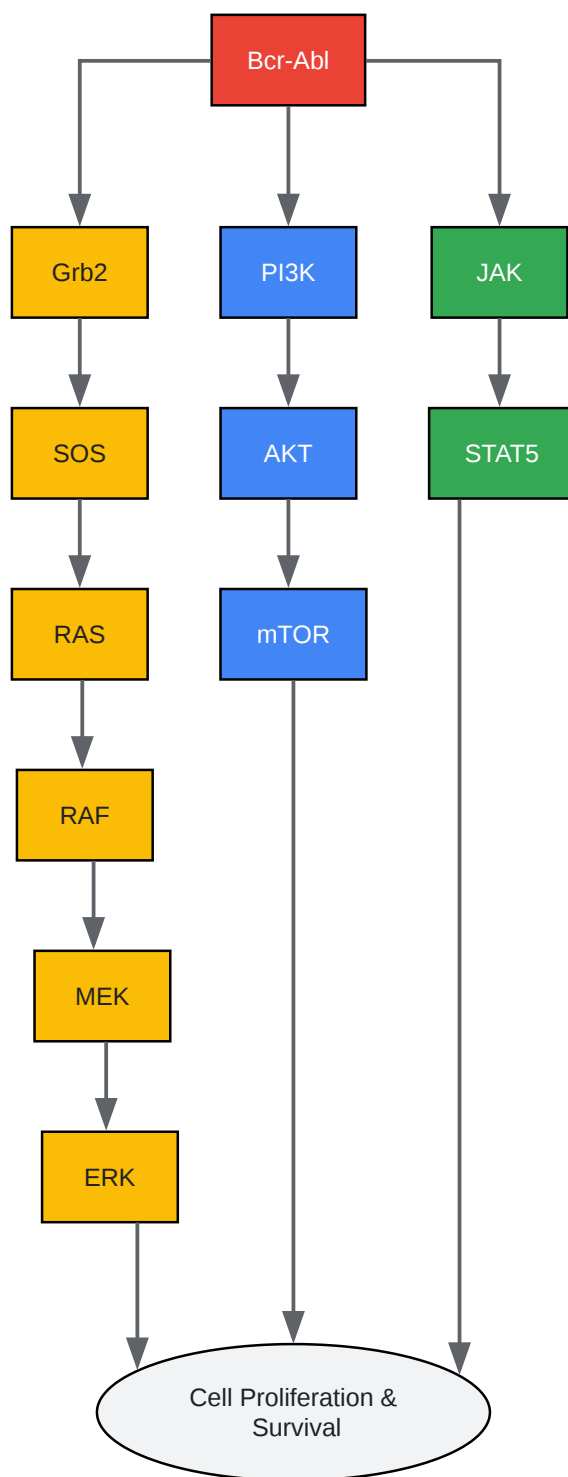 Bcr-Abl
Grb2
PI3K
JAK
SOS
AKT
STAT5
RAS
mTOR
RAF
MEK
ERK
Cell Proliferation &
Survival